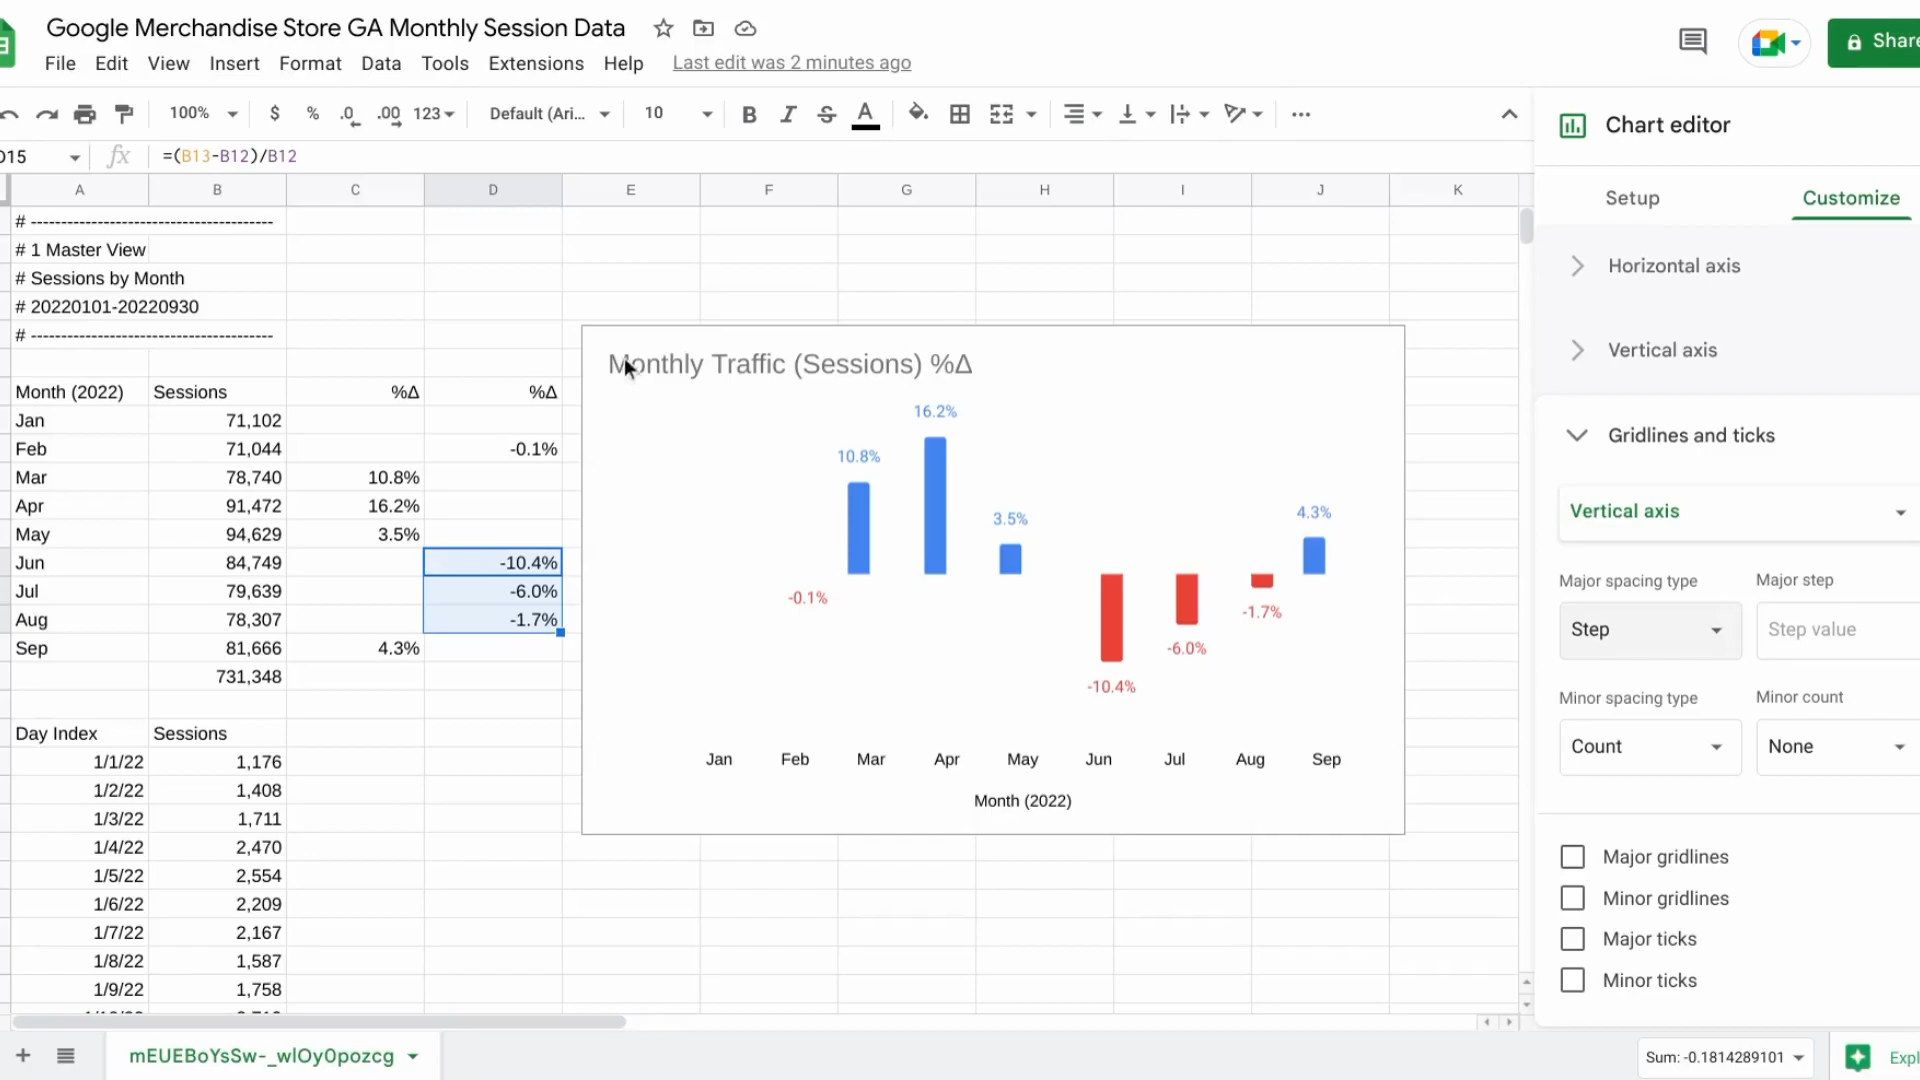 Google Merchandise Store GA Monthly Session Data
File Edit View Insert Format Data Tools Extensions Help Last edit was 2 minutes ago
Share
100% $ % .0 .00 123 Default (Ari... 10 B I S A
D15 fx =(B13-B12)/B12
A B C D E F G H I J K
# ----------------------------------------
# 1 Master View
# Sessions by Month
# 20220101-20220930
# ----------------------------------------
Month (2022) Sessions %Δ %Δ
Jan 71,102
Feb 71,044 -0.1%
Mar 78,740 10.8%
Apr 91,472 16.2%
May 94,629 3.5%
Jun 84,749 -10.4%
Jul 79,639 -6.0%
Aug 78,307 -1.7%
Sep 81,666 4.3%
731,348
Day Index Sessions
1/1/22 1,176
1/2/22 1,408
1/3/22 1,711
1/4/22 2,470
1/5/22 2,554
1/6/22 2,209
1/7/22 2,167
1/8/22 1,587
1/9/22 1,758
Monthly Traffic (Sessions) %Δ
16.2%
10.8%
3.5%
4.3%
-0.1%
-1.7%
-6.0%
-10.4%
Jan Feb Mar Apr May Jun Jul Aug Sep
Month (2022)
Chart editor
Setup Customize
Horizontal axis
Vertical axis
Gridlines and ticks
Vertical axis
Major spacing type Major step
Step Step value
Minor spacing type Minor count
Count None
Major gridlines
Minor gridlines
Major ticks
Minor ticks
mEUEBoYsSw-_wlOy0pozcg
Sum: -0.1814289101
Expl